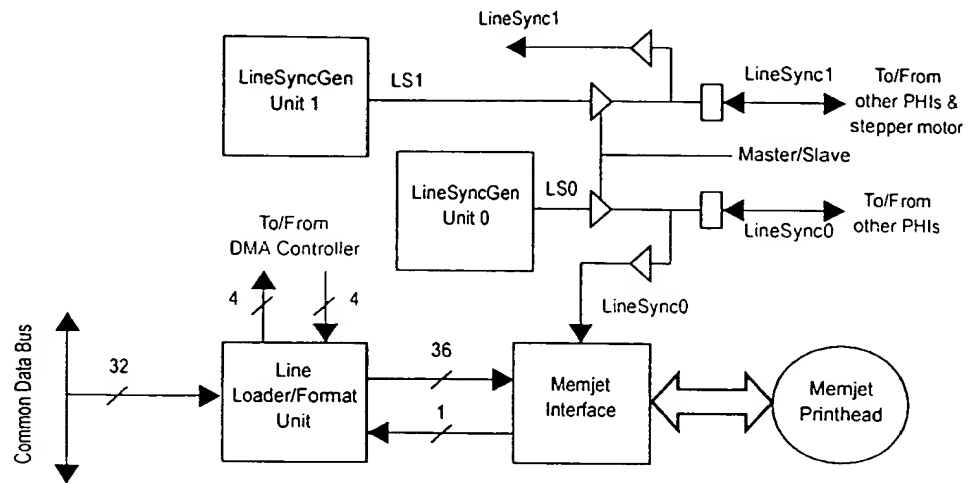 LineSync1
LineSyncGen
Unit 1
LS1
LineSync1
To/From
other PHIs &
stepper motor
Master/Slave
LineSyncGen
Unit 0
LS0
To/From
other PHIs
LineSync0
To/From
DMA Controller
4
4
LineSync0
Common Data Bus
32
Line
Loader/Format
Unit
36
1
Memjet
Interface
Memjet
Printhead